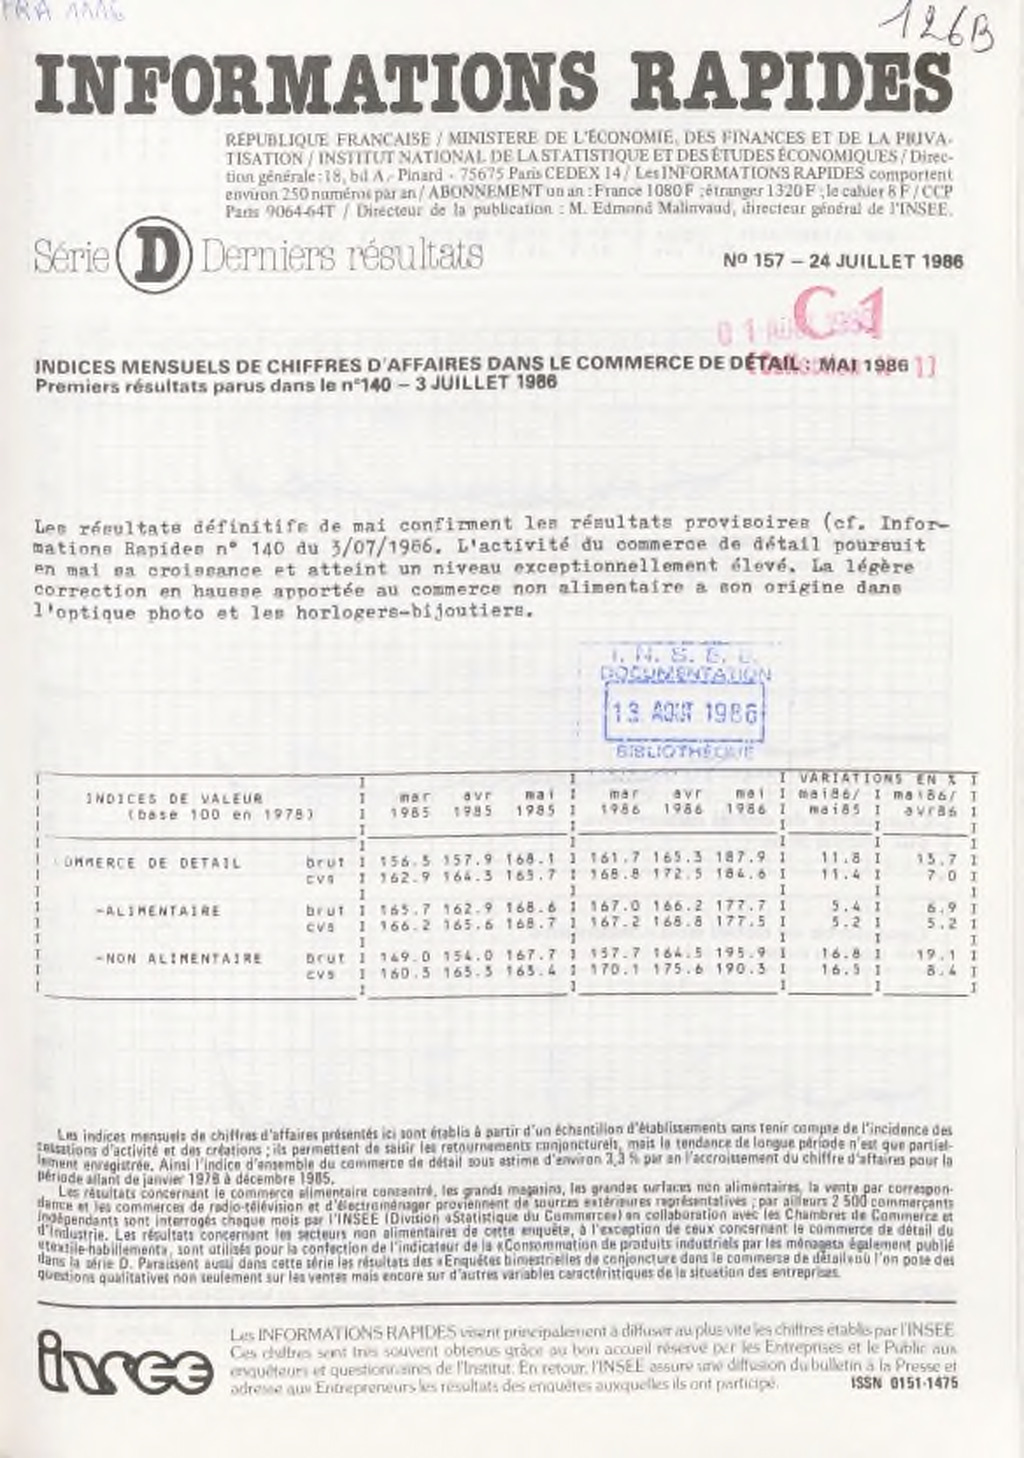 FRA 1116
126B
INFORMATIONS RAPIDES
RÉPUBLIQUE FRANCAISE / MINISTERE DE L'ÉCONOMIE, DES FINANCES ET DE LA PRIVA-
TISATION / INSTITUT NATIONAL DE LA STATISTIQUE ET DES ÉTUDES ÉCONOMIQUES / Direc-
tion générale : 18, bd A. Pinard - 75675 Paris CEDEX 14 / Les INFORMATIONS RAPIDES comportent
environ 250 numéros par an / ABONNEMENT un an : France 1080 F ; étranger 1320 F ; le cahier 8 F / CCP
Paris 9064-64T / Directeur de la publication : M. Edmond Malinvaud, directeur général de l'INSEE.
Série D Derniers résultats
Nº 157 – 24 JUILLET 1986
C1
INDICES MENSUELS DE CHIFFRES D'AFFAIRES DANS LE COMMERCE DE DÉTAIL : MAI 1986
Premiers résultats parus dans le n°140 – 3 JUILLET 1986
Les résultats définitifs de mai confirment les résultats provisoires (cf. Infor-
mations Rapides n° 140 du 3/07/1986. L'activité du commerce de détail poursuit
en mai sa croissance et atteint un niveau exceptionnellement élevé. La légère
correction en hausse apportée au commerce non alimentaire a son origine dans
l'optique photo et les horlogers-bijoutiers.
I. N. S. E. E.
DOCUMENTATION
13 AOUT 1986
BIBLIOTHÈQUE
VARIATIONS EN %
INDICES DE VALEUR mar avr mai mar avr mai mai86/ mai86/
(base 100 en 1978) 1985 1985 1985 1986 1986 1986 mai85 avr86
COMMERCE DE DETAIL brut 156.5 157.9 168.1 161.7 165.3 187.9 11.8 13.7
cvs 162.9 164.3 165.7 168.8 172.5 184.6 11.4 7.0
-ALIMENTAIRE brut 165.7 162.9 168.6 167.0 166.2 177.7 5.4 6.9
cvs 166.2 165.6 168.7 167.2 168.8 177.5 5.2 5.2
-NON ALIMENTAIRE brut 149.0 154.0 167.7 157.7 164.5 195.9 16.8 19.1
cvs 160.3 163.3 163.4 170.1 175.6 190.3 16.5 8.4
Les indices mensuels de chiffres d'affaires présentés ici sont établis à partir d'un échantillon d'établissements sans tenir compte de l'incidence des
cessations d'activité et des créations ; ils permettent de saisir les retournements conjoncturels, mais la tendance de longue période n'est que partiel-
lement enregistrée. Ainsi l'indice d'ensemble du commerce de détail sous estime d'environ 3,3 % par an l'accroissement du chiffre d'affaires pour la
période allant de janvier 1978 à décembre 1985.
Les résultats concernant le commerce alimentaire concentré, les grands magasins, les grandes surfaces non alimentaires, la vente par correspon-
dance et les commerces de radio-télévision et d'électroménager proviennent de sources extérieures représentatives ; par ailleurs 2 500 commerçants
indépendants sont interrogés chaque mois par l'INSEE (Division «Statistique du Commerce») en collaboration avec les Chambres de Commerce et
d'Industrie. Les résultats concernant les secteurs non alimentaires de cette enquête, à l'exception de ceux concernant le commerce de détail du
«textile-habillement», sont utilisés pour la confection de l'indicateur de la «Consommation de produits industriels par les ménages» également publié
dans la série D. Paraissent aussi dans cette série les résultats des «Enquêtes bimestrielles de conjoncture dans le commerce de détail» où l'on pose des
questions qualitatives non seulement sur les ventes mais encore sur d'autres variables caractéristiques de la situation des entreprises.
insee
Les INFORMATIONS RAPIDES visent principalement à diffuser au plus vite les chiffres établis par l'INSEE
Ces chiffres sont très souvent obtenus grâce au bon accueil réservé par les Entreprises et le Public aux
enquêteurs et questionnaires de l'Institut. En retour, l'INSEE assure une diffusion du bulletin à la Presse et
adresse aux Entrepreneurs les résultats des enquêtes auxquelles ils ont participé.
ISSN 0151-1475